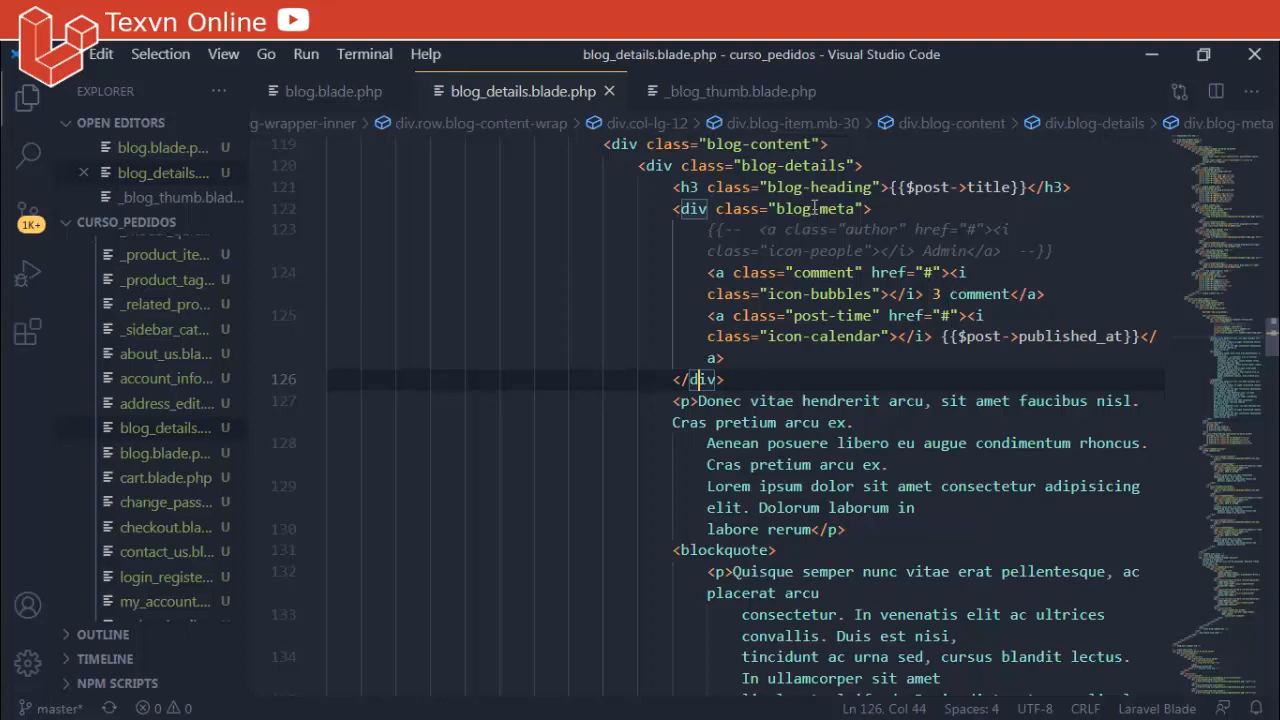 Texvn Online
Edit Selection View Go Run Terminal Help
blog_details.blade.php - curso_pedidos - Visual Studio Code
EXPLORER
blog.blade.php
blog_details.blade.php
_blog_thumb.blade.php
OPEN EDITORS
g-wrapper-inner > div.row.blog-content-wrap > div.col-lg-12 > div.blog-item.mb-30 > div.blog-content > div.blog-details > div.blog-meta
blog.blade.p... U
blog_details.... U
_blog_thumb.blad... U
1K+
CURSO_PEDIDOS
_product_ite... U
_product_tag... U
_related_pro... U
_sidebar_cat... U
about_us.bla... U
account_info... U
address_edit... U
blog_details.... U
blog.blade.p... U
cart.blade.php U
change_pass... U
checkout.bla... U
contact_us.bl... U
login_registe... U
my_account.... U
OUTLINE
TIMELINE
NPM SCRIPTS
119 <div class="blog-content">
120 <div class="blog-details">
121 <h3 class="blog-heading">{{$post->title}}</h3>
122 <div class="blog-meta">
{{-- <a class="author" href="#"><i
class="icon-people"></i> Admin</a> --}}
124 <a class="comment" href="#"><i
class="icon-bubbles"></i> 3 comment</a>
125 <a class="post-time" href="#"><i
class="icon-calendar"></i> {{$post->published_at}}</
a>
126 </div>
127 <p>Donec vitae hendrerit arcu, sit amet faucibus nisl.
Cras pretium arcu ex.
128 Aenean posuere libero eu augue condimentum rhoncus.
Cras pretium arcu ex.
129 Lorem ipsum dolor sit amet consectetur adipisicing
elit. Dolorum laborum in
130 labore rerum</p>
131 <blockquote>
132 <p>Quisque semper nunc vitae erat pellentesque, ac
placerat arcu
133 consectetur. In venenatis elit ac ultrices
convallis. Duis est nisi,
134 tincidunt ac urna sed, cursus blandit lectus.
In ullamcorper sit amet
master* 0 0
Ln 126, Col 44 Spaces: 4 UTF-8 CRLF Laravel Blade